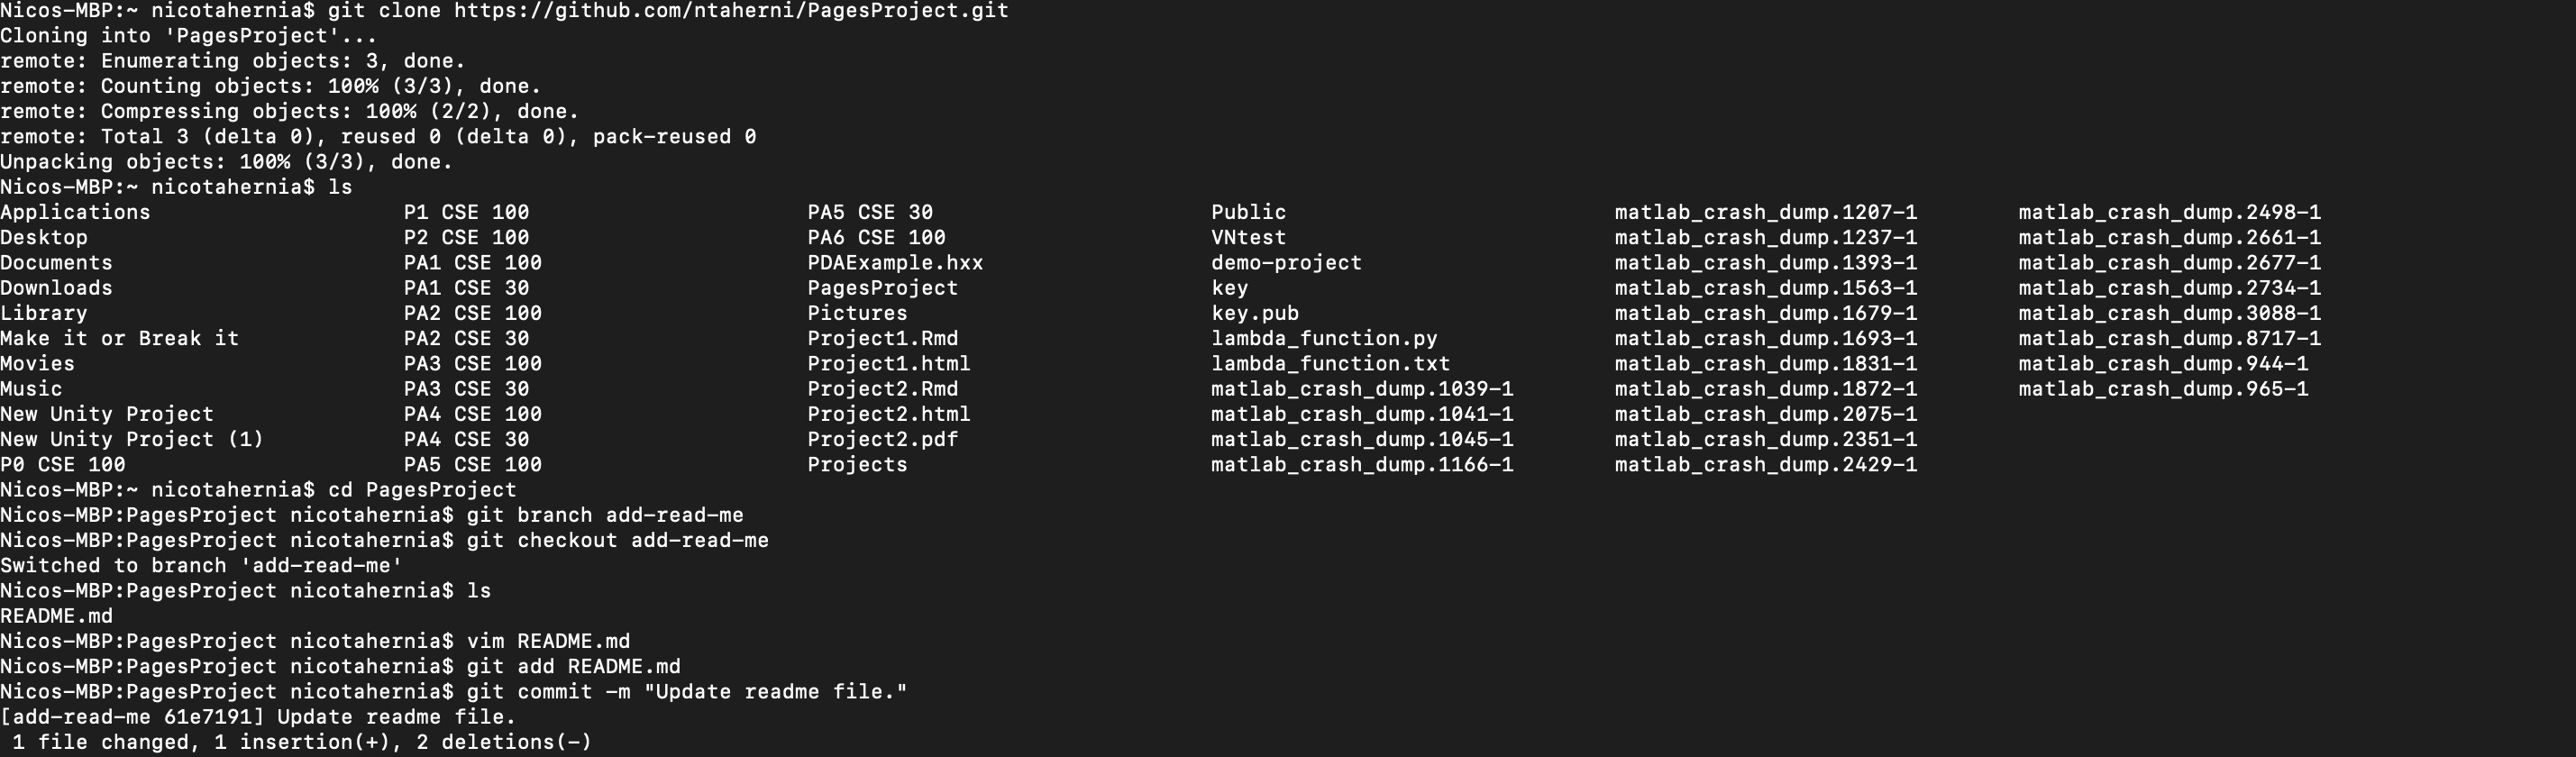 Nicos-MBP:~ nicotahernia$ git clone https://github.com/ntaherni/PagesProject.git
Cloning into 'PagesProject'...
remote: Enumerating objects: 3, done.
remote: Counting objects: 100% (3/3), done.
remote: Compressing objects: 100% (2/2), done.
remote: Total 3 (delta 0), reused 0 (delta 0), pack-reused 0
Unpacking objects: 100% (3/3), done.
Nicos-MBP:~ nicotahernia$ ls
Applications P1 CSE 100 PA5 CSE 30 Public matlab_crash_dump.1207-1 matlab_crash_dump.2498-1
Desktop P2 CSE 100 PA6 CSE 100 VNtest matlab_crash_dump.1237-1 matlab_crash_dump.2661-1
Documents PA1 CSE 100 PDAExample.hxx demo-project matlab_crash_dump.1393-1 matlab_crash_dump.2677-1
Downloads PA1 CSE 30 PagesProject key matlab_crash_dump.1563-1 matlab_crash_dump.2734-1
Library PA2 CSE 100 Pictures key.pub matlab_crash_dump.1679-1 matlab_crash_dump.3088-1
Make it or Break it PA2 CSE 30 Project1.Rmd lambda_function.py matlab_crash_dump.1693-1 matlab_crash_dump.8717-1
Movies PA3 CSE 100 Project1.html lambda_function.txt matlab_crash_dump.1831-1 matlab_crash_dump.944-1
Music PA3 CSE 30 Project2.Rmd matlab_crash_dump.1039-1 matlab_crash_dump.1872-1 matlab_crash_dump.965-1
New Unity Project PA4 CSE 100 Project2.html matlab_crash_dump.1041-1 matlab_crash_dump.2075-1
New Unity Project (1) PA4 CSE 30 Project2.pdf matlab_crash_dump.1045-1 matlab_crash_dump.2351-1
P0 CSE 100 PA5 CSE 100 Projects matlab_crash_dump.1166-1 matlab_crash_dump.2429-1
Nicos-MBP:~ nicotahernia$ cd PagesProject
Nicos-MBP:PagesProject nicotahernia$ git branch add-read-me
Nicos-MBP:PagesProject nicotahernia$ git checkout add-read-me
Switched to branch 'add-read-me'
Nicos-MBP:PagesProject nicotahernia$ ls
README.md
Nicos-MBP:PagesProject nicotahernia$ vim README.md
Nicos-MBP:PagesProject nicotahernia$ git add README.md
Nicos-MBP:PagesProject nicotahernia$ git commit -m "Update readme file."
[add-read-me 61e7191] Update readme file.
 1 file changed, 1 insertion(+), 2 deletions(-)